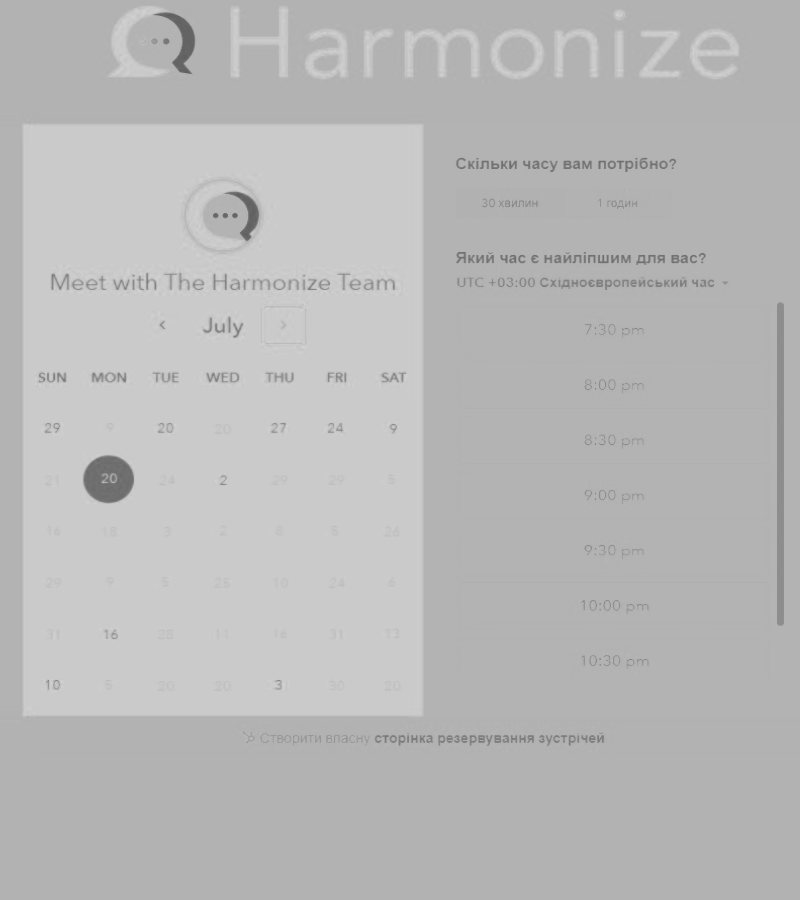 Harmonize
Meet with The Harmonize Team
July
SUN MON TUE WED THU FRI SAT
29 9 20 20 27 24 9
21 20 24 2 29 29 5
16 18 3 2 8 5 26
29 9 5 25 10 24 6
31 16 28 11 16 31 13
10 5 20 20 3 30 20
Скільки часу вам потрібно?
30 хвилин 1 годин
Який час є найліпшим для вас?
UTC +03:00 Східноєвропейський час
7:30 pm
8:00 pm
8:30 pm
9:00 pm
9:30 pm
10:00 pm
10:30 pm
Створити власну сторінка резервування зустрічей